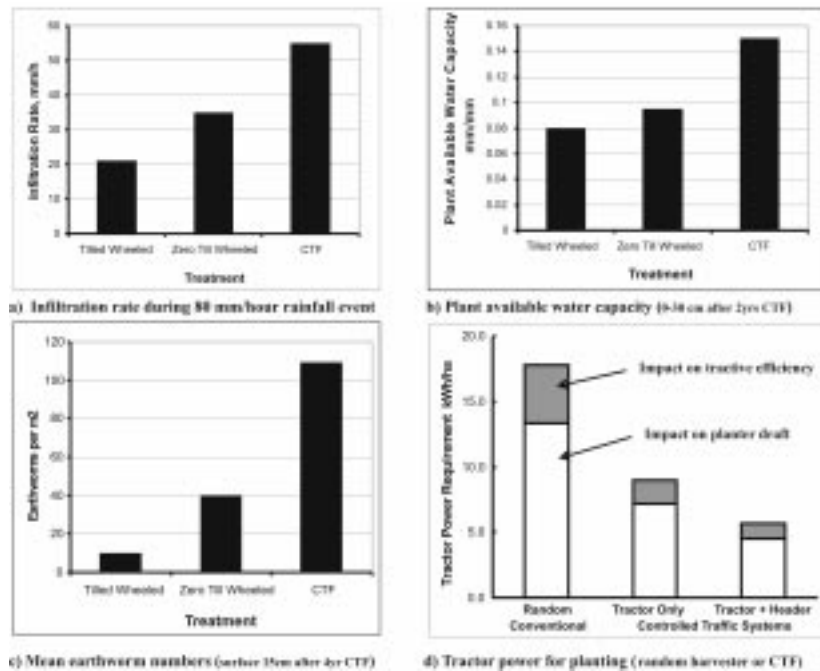 60
50
40
30
20
10
0
Infiltration Rate, mm/h
Tilled Wheeled Zero Till Wheeled CTF
Treatment
a) Infiltration rate during 80 mm/hour rainfall event
0.16
0.14
0.12
0.1
0.08
0.06
0.04
0.02
0
Plant Available Water Capacity
mm/mm
Tilled Wheeled Zero Till Wheeled CTF
Treatment
b) Plant available water capacity (0-30 cm after 2yrs CTF)
120
100
80
60
40
20
0
Earthworms per m2
Tilled Wheeled Zero Till Wheeled CTF
Treatment
c) Mean earthworm numbers (surface 15cm after 4yr CTF)
20.0
15.0
10.0
5.0
0.0
Tractor Power Requirement kWh/ha
Impact on tractive efficiency
Impact on planter draft
Random Tractor Only Tractor + Header
Conventional Controlled Traffic Systems
d) Tractor power for planting (random harvester or CTF)